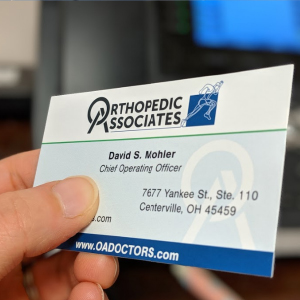 ORTHOPEDIC
ASSOCIATES
David S. Mohler
Chief Operating Officer
7677 Yankee St., Ste. 110
Centerville, OH 45459
s.com
www.OADOCTORS.com